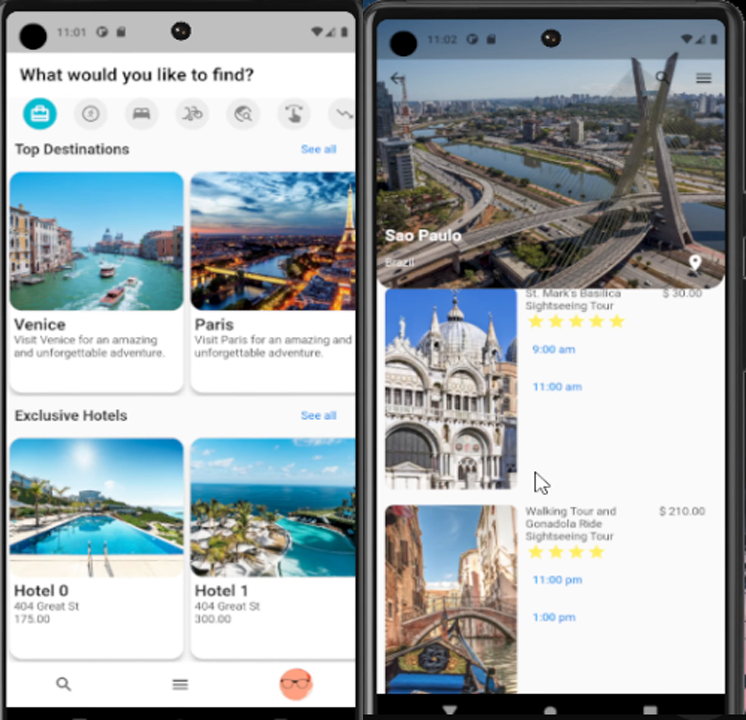 11:01
What would you like to find?
Top Destinations
See all
Venice
Visit Venice for an amazing
and unforgettable adventure.
Paris
Visit Paris for an amazing and
unforgettable adventure.
Exclusive Hotels
See all
Hotel 0
404 Great St
175.00
Hotel 1
404 Great St
300.00
11:02
Sao Paulo
Brazil
St. Mark's Basilica
Sightseeing Tour
$ 30.00
9:00 am
11:00 am
Walking Tour and
Gonadola Ride
Sightseeing Tour
$ 210.00
11:00 pm
1:00 pm